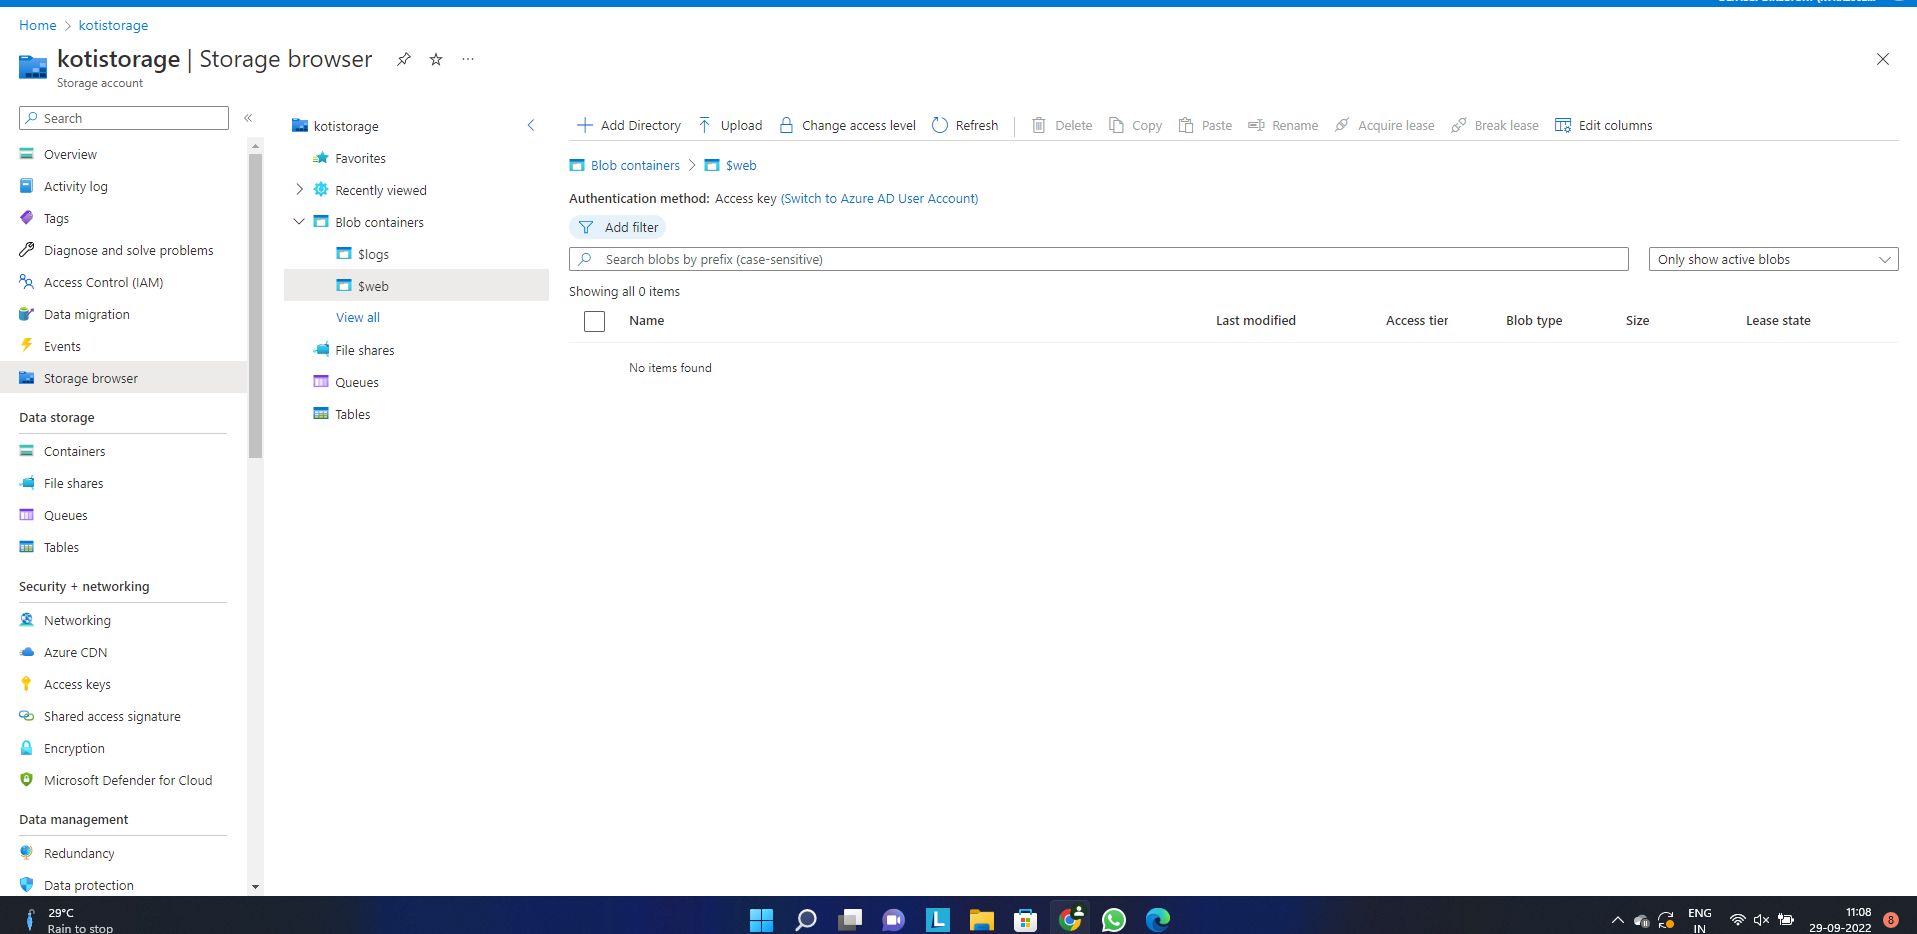 Home > kotistorage
kotistorage | Storage browser
Storage account
Search
Overview
Activity log
Tags
Diagnose and solve problems
Access Control (IAM)
Data migration
Events
Storage browser
Data storage
Containers
File shares
Queues
Tables
Security + networking
Networking
Azure CDN
Access keys
Shared access signature
Encryption
Microsoft Defender for Cloud
Data management
Redundancy
Data protection
kotistorage
Favorites
Recently viewed
Blob containers
$logs
$web
View all
File shares
Queues
Tables
Add Directory Upload Change access level Refresh Delete Copy Paste Rename Acquire lease Break lease Edit columns
Blob containers > $web
Authentication method: Access key (Switch to Azure AD User Account)
Add filter
Search blobs by prefix (case-sensitive) Only show active blobs
Showing all 0 items
Name Last modified Access tier Blob type Size Lease state
No items found
29°C
Rain to stop
ENG
IN
11:08
29-09-2022
8